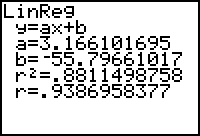 LinReg
y=ax+b
a=3.166101695
b=-55.79661017
r²=.8811498758
r=.9386958377